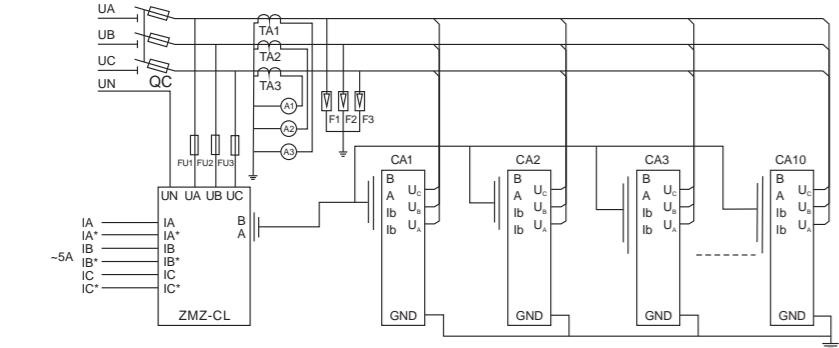 UA
UB
UC
UN
QC
TA1
TA2
TA3
A1
A2
A3
F1 F2 F3
FU1 FU2 FU3
UN UA UB UC
B
A
IA IA
IA* IA*
IB IB
IB* IB*
IC IC
IC* IC*
~5A
ZMZ-CL
CA1
B
A
Ib
Ib
UC
UB
UA
GND
CA2
B
A
Ib
Ib
UC
UB
UA
GND
CA3
B
A
Ib
Ib
UC
UB
UA
GND
CA10
B
A
Ib
Ib
UC
UB
UA
GND